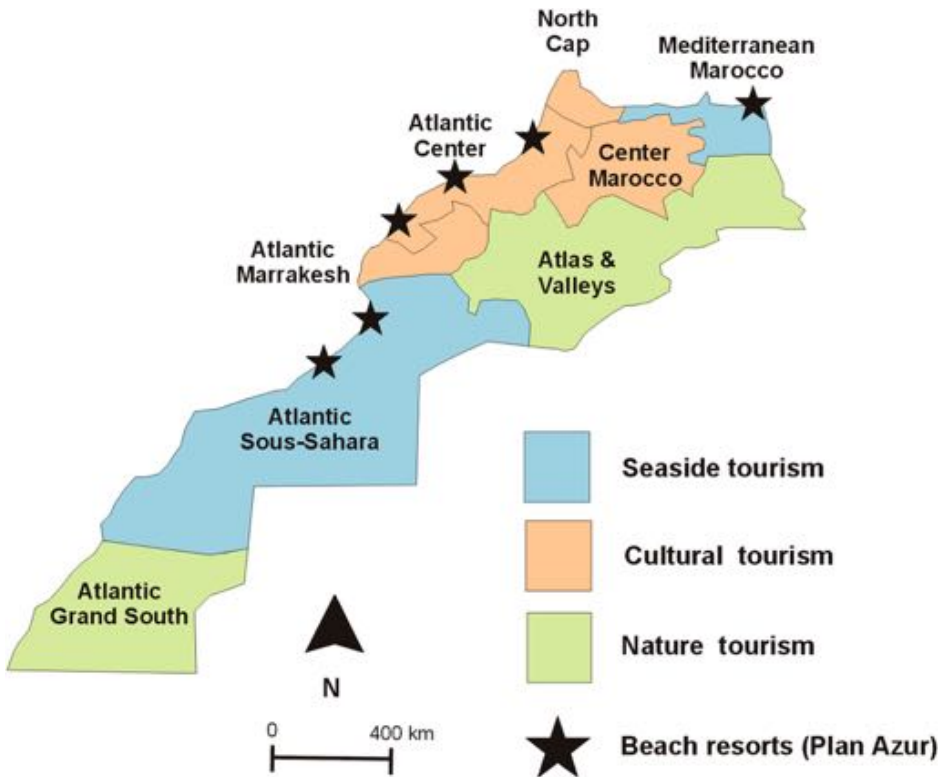 North
Cap
Mediterranean
Marocco
Atlantic
Center
Center
Marocco
Atlantic
Marrakesh
Atlas &
Valleys
Atlantic
Sous-Sahara
Seaside tourism
Cultural tourism
Atlantic
Grand South
Nature tourism
N
0 400 km
Beach resorts (Plan Azur)